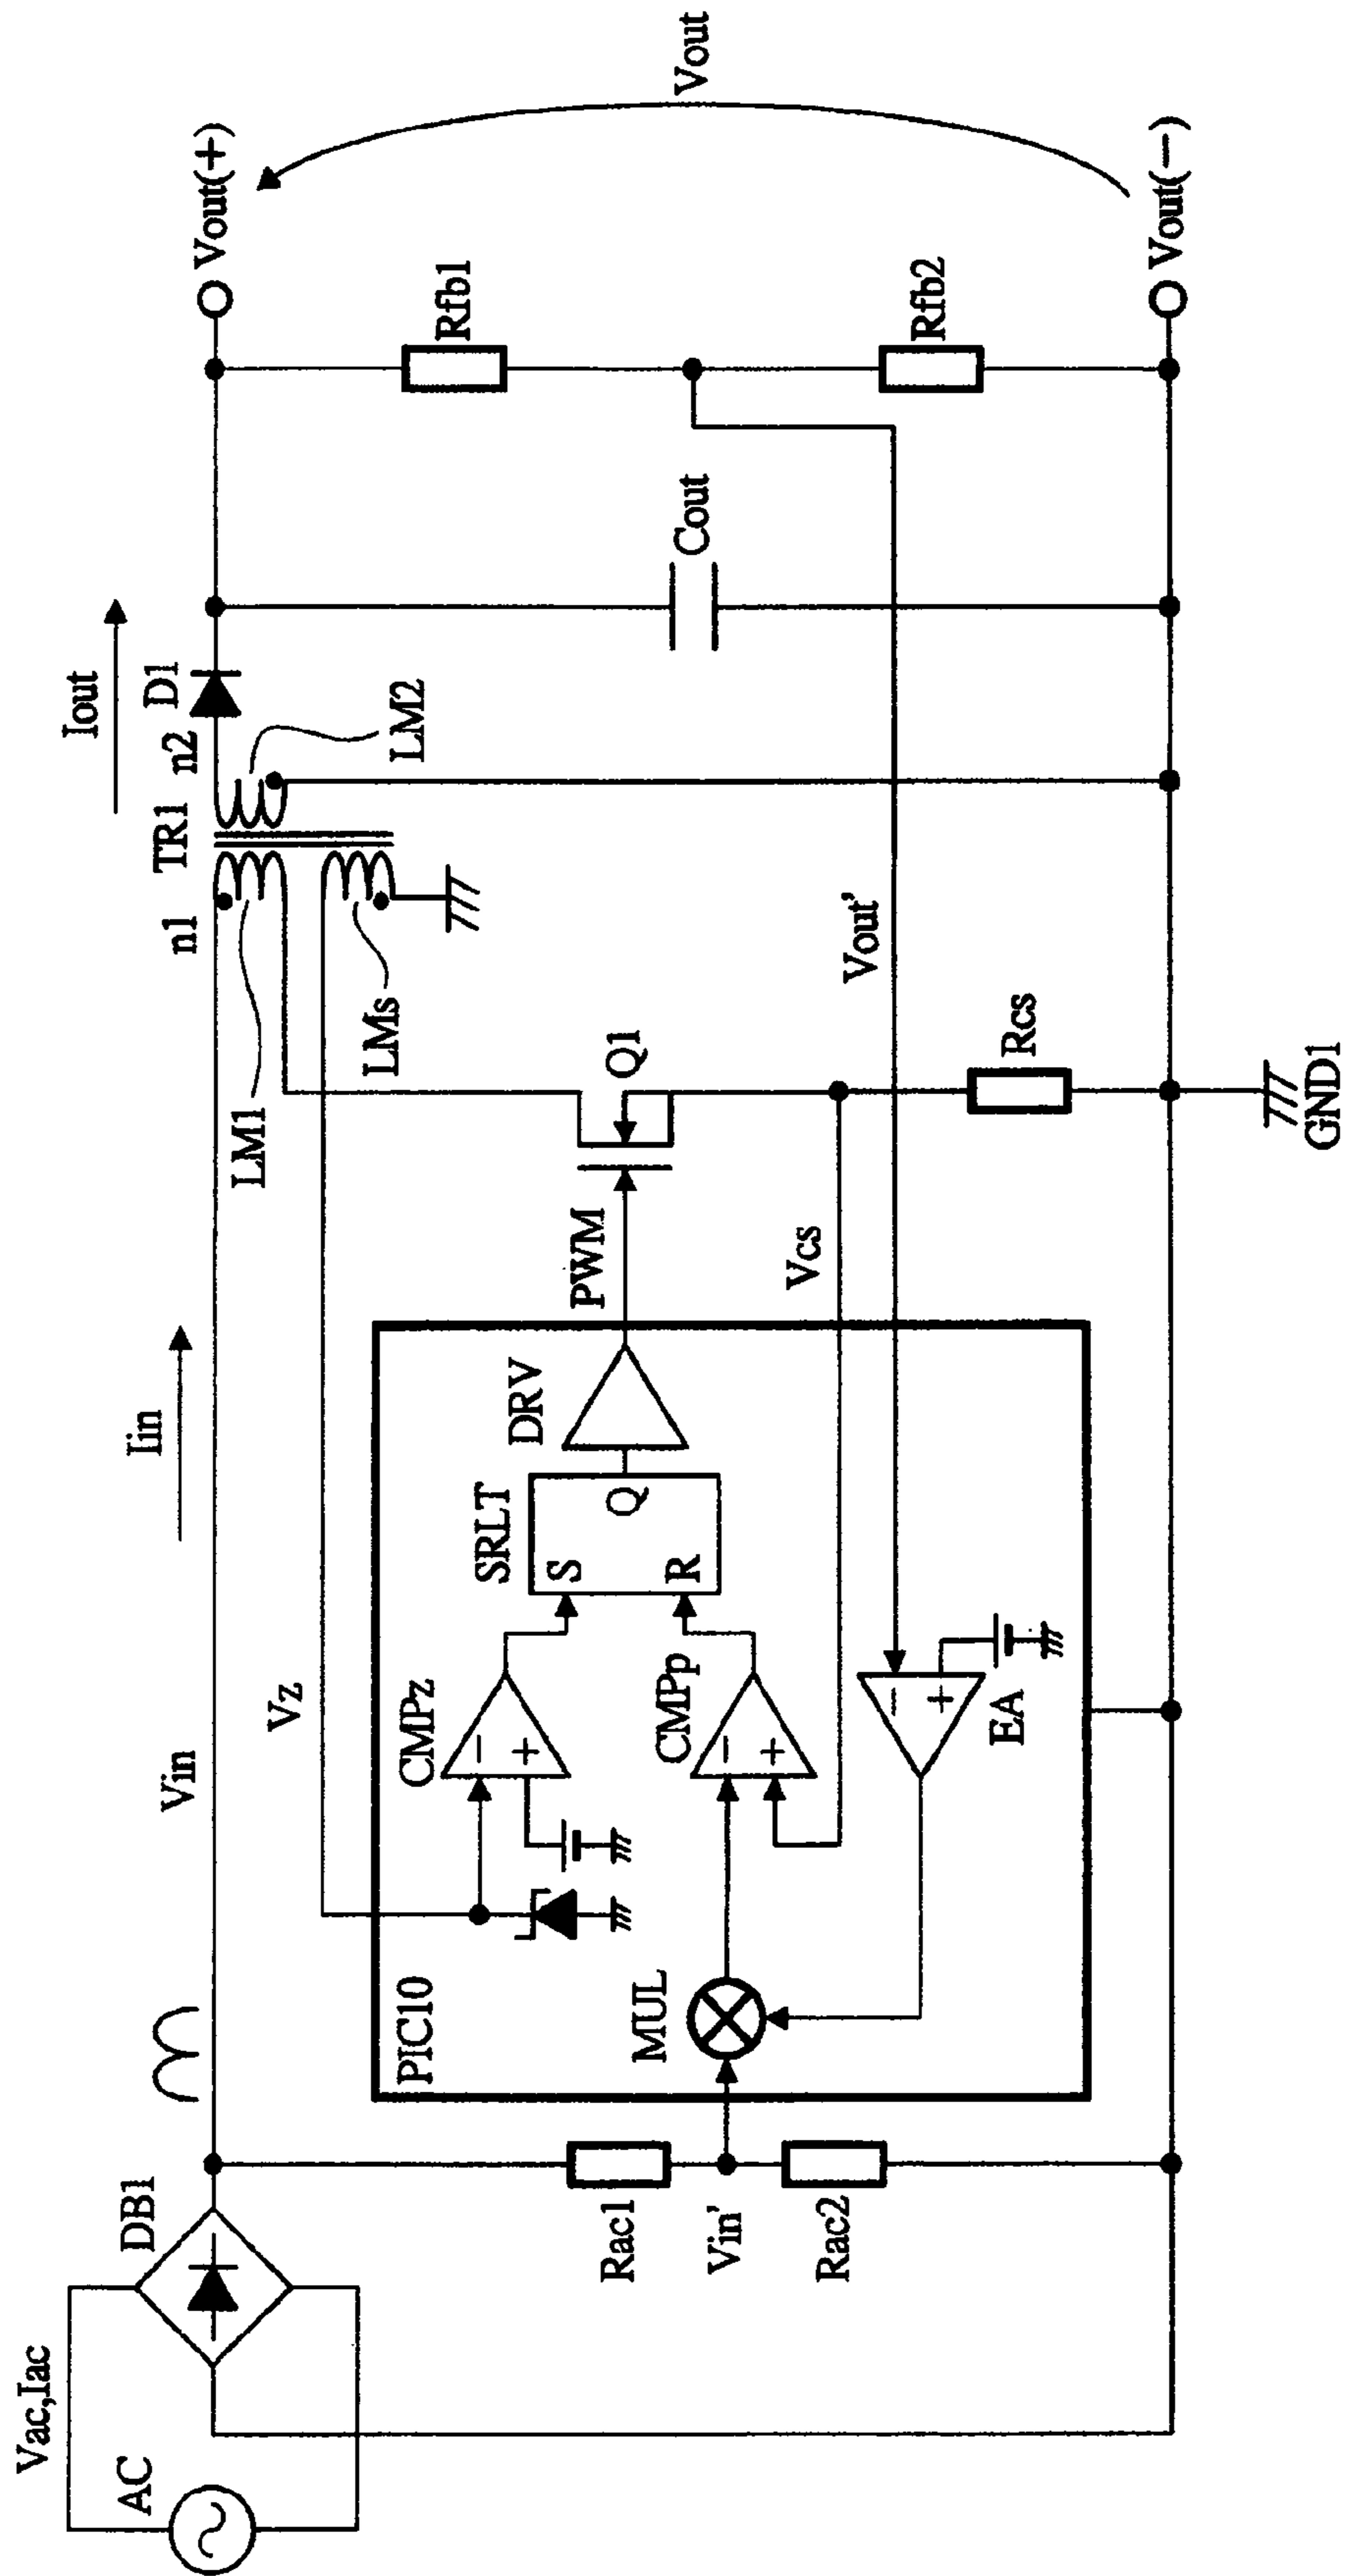 Vac,Iac
AC
DB1
Vin
Iin
Iout
n1
TR1
n2
D1
Vout(+)
LM1
LMs
LM2
Vz
PIC10
CMPz
−
+
SRLT
S
R
Q
DRV
PWM
Q1
Cout
Rfb1
Vout
Rac1
Vin'
Rac2
MUL
CMPp
−
+
Vcs
Vout'
Rfb2
−
+
EA
Rcs
Vout(−)
GND1